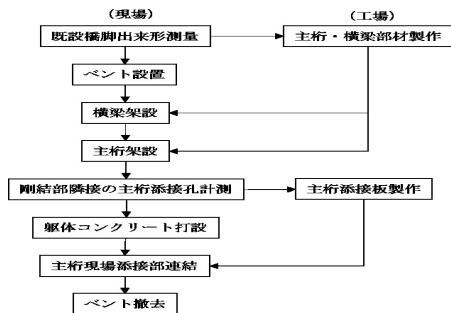 (現場)
(工場)
既設橋脚出来形測量
主桁・横梁部材製作
ベント設置
横梁架設
主桁架設
剛結部隣接の主桁添接孔計測
主桁添接板製作
躯体コンクリート打設
主桁現場添接部連結
ベント撤去